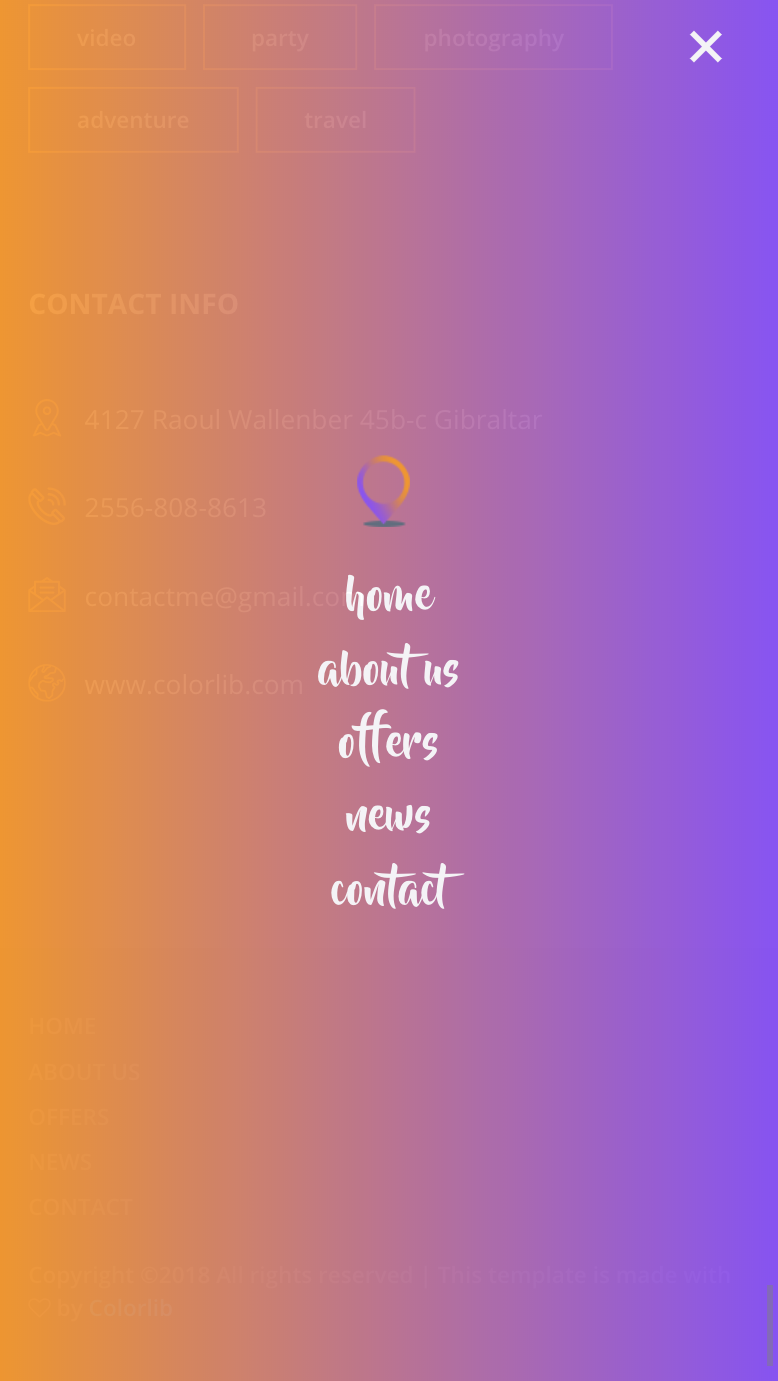 video party photography
adventure travel
CONTACT INFO
4127 Raoul Wallenber 45b-c Gibraltar
2556-808-8613
contactme@gmail.com
home
about us
www.colorlib.com
offers
news
contact
HOME
ABOUT US
OFFERS
NEWS
CONTACT
Copyright ©2018 All rights reserved | This template is made with
by Colorlib